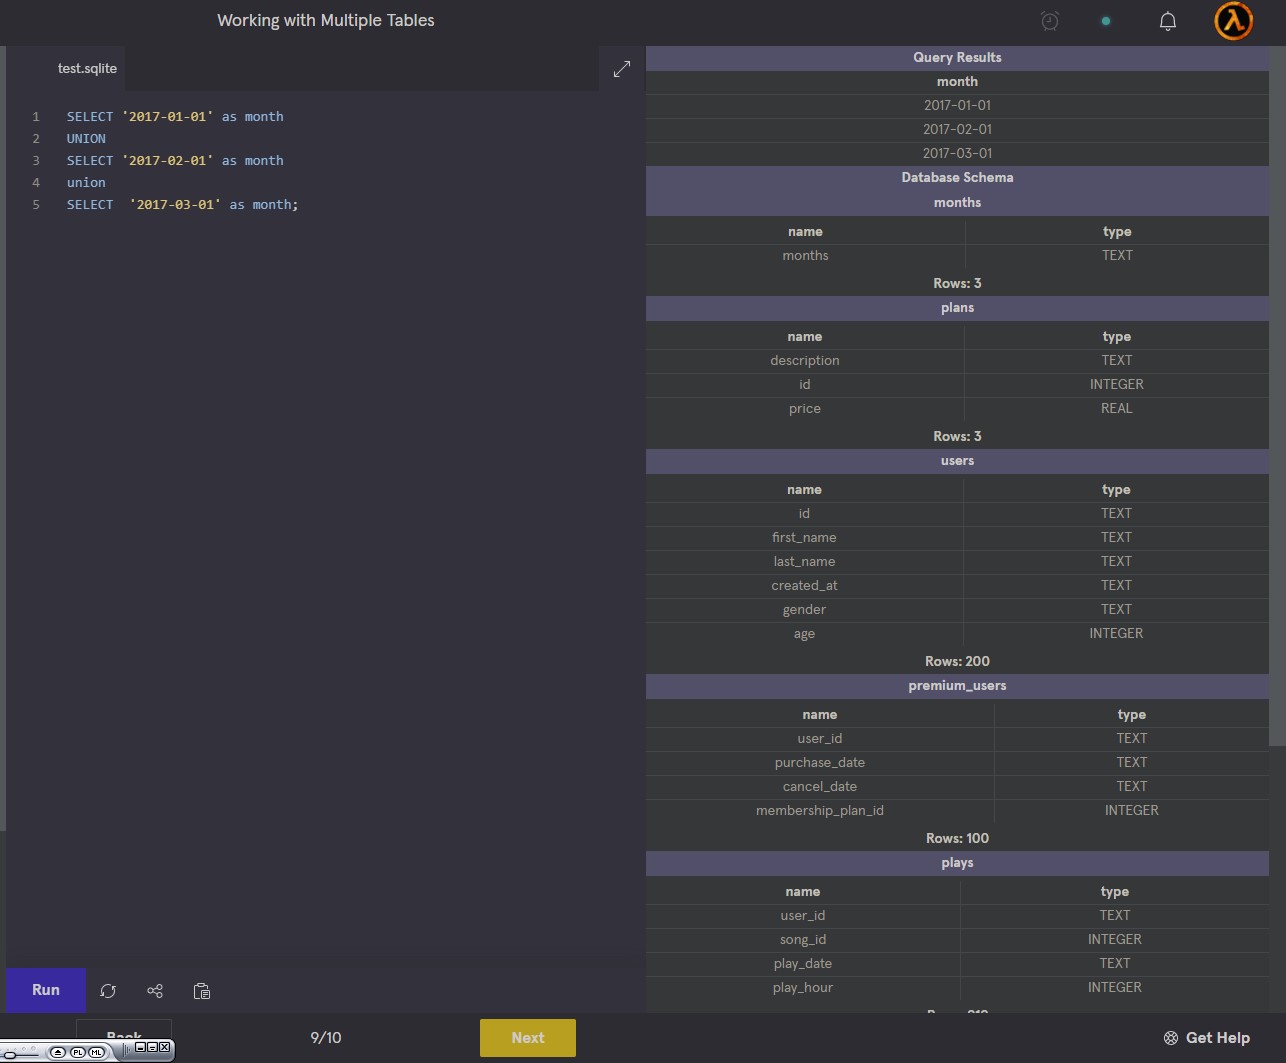 Working with Multiple Tables
test.sqlite
1 SELECT '2017-01-01' as month
2 UNION
3 SELECT '2017-02-01' as month
4 union
5 SELECT  '2017-03-01' as month;
Run
Back
9/10
Next
PL ML
Query Results
month
2017-01-01
2017-02-01
2017-03-01
Database Schema
months
name type
months TEXT
Rows: 3
plans
name type
description TEXT
id INTEGER
price REAL
Rows: 3
users
name type
id TEXT
first_name TEXT
last_name TEXT
created_at TEXT
gender TEXT
age INTEGER
Rows: 200
premium_users
name type
user_id TEXT
purchase_date TEXT
cancel_date TEXT
membership_plan_id INTEGER
Rows: 100
plays
name type
user_id TEXT
song_id INTEGER
play_date TEXT
play_hour INTEGER
Get Help